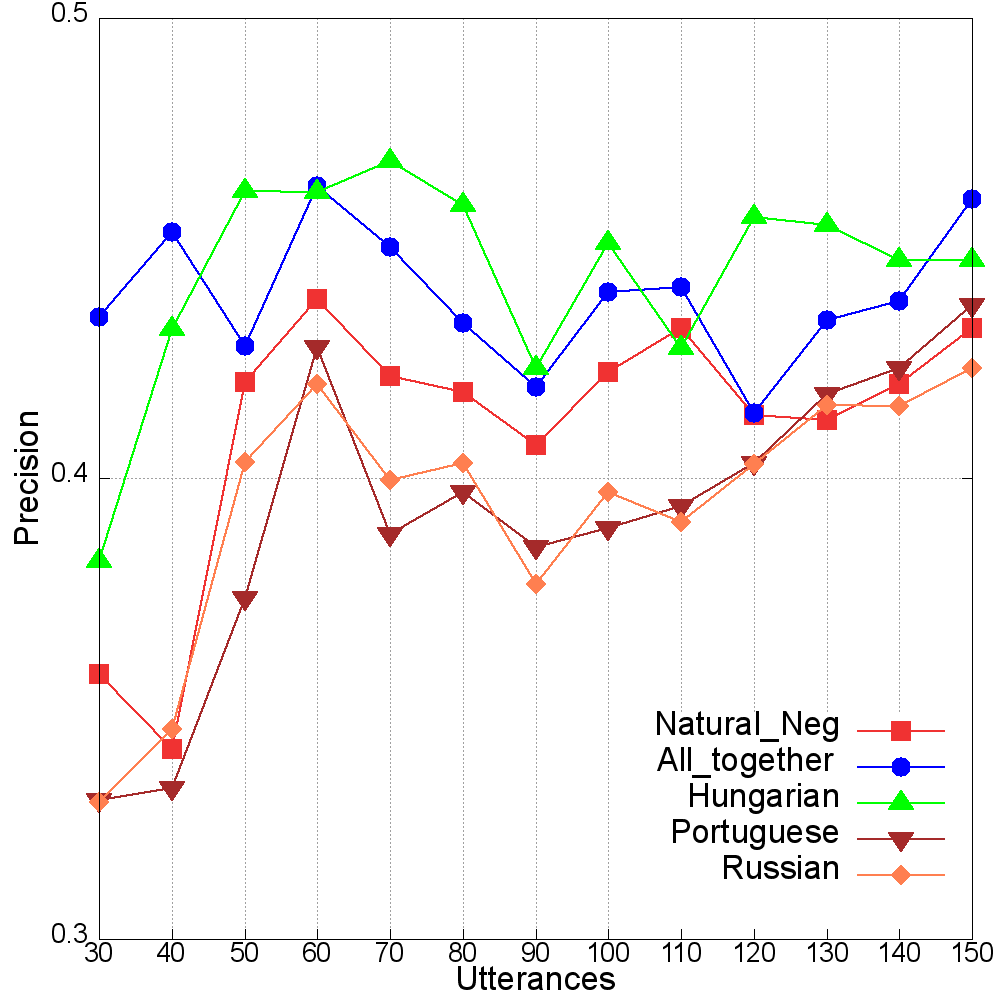 0.5
0.4
0.3
Precision
Natural_Neg
All_together
Hungarian
Portuguese
Russian
30 40 50 60 70 80 90 100 110 120 130 140 150
Utterances